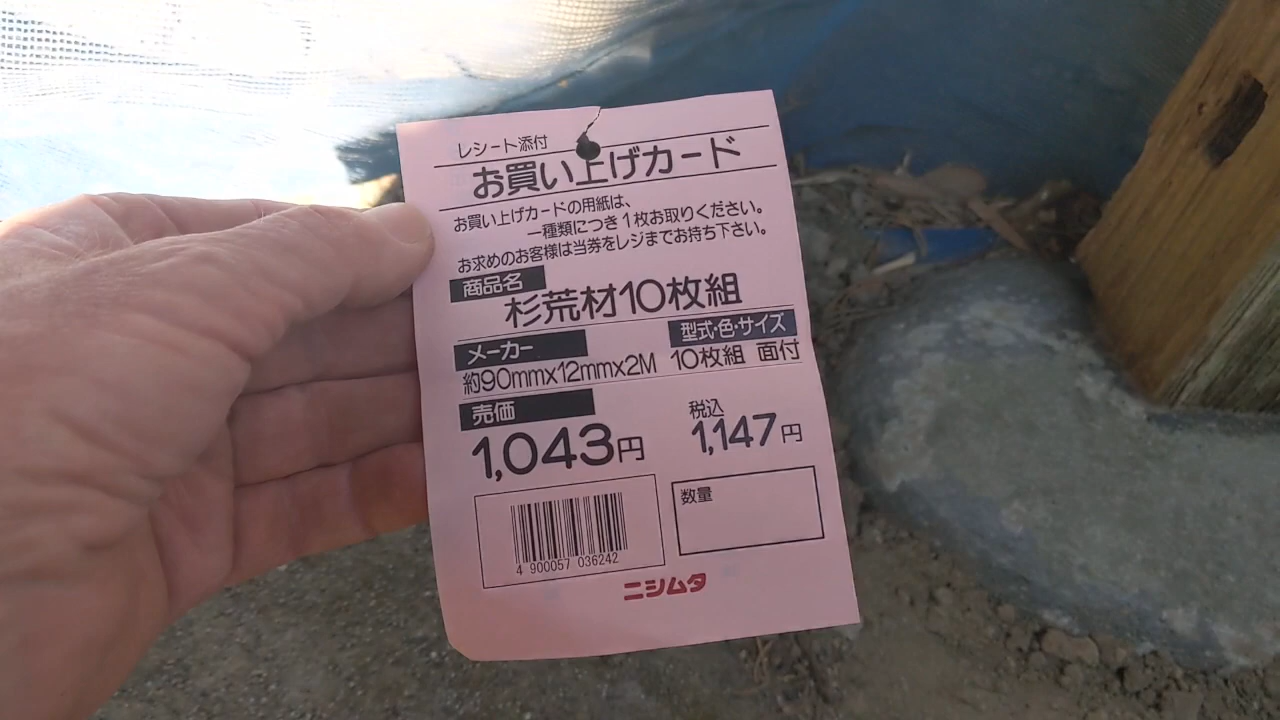 レシート添付
お買い上げカード
お買い上げカードの用紙は、
一種類につき1枚お取りください。
お求めのお客様は当券をレジまでお持ち下さい。
商品名
杉荒材10枚組
メーカー 型式・色・サイズ
約90mmx12mmx2M 10枚組 面付
売価 税込
1,043円 1,147円
数量
4 900057 036242
ニシムタ